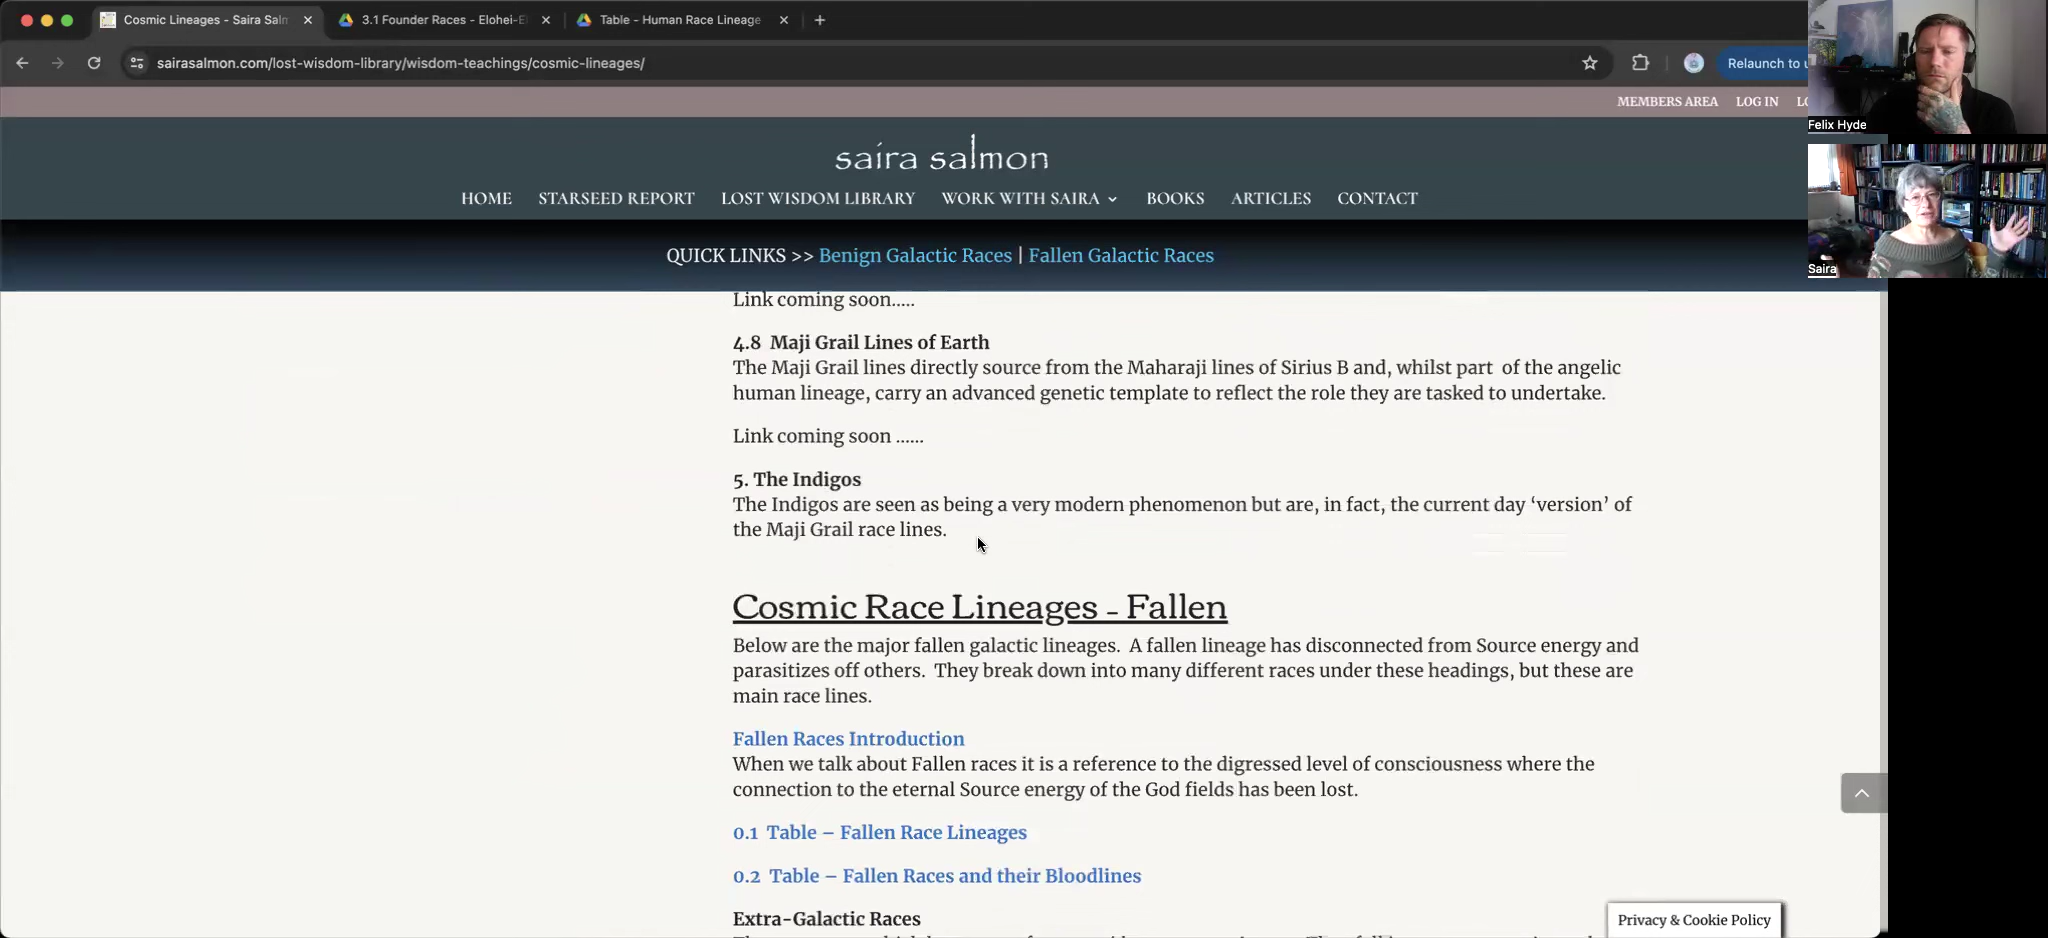 Cosmic Lineages - Saira Saln
3.1 Founder Races - Elohei-E
Table - Human Race Lineage
sairasalmon.com/lost-wisdom-library/wisdom-teachings/cosmic-lineages/
Relaunch to u
MEMBERS AREA LOG IN
Felix Hyde
saira salmon
HOME STARSEED REPORT LOST WISDOM LIBRARY WORK WITH SAIRA BOOKS ARTICLES CONTACT
QUICK LINKS >> Benign Galactic Races | Fallen Galactic Races
Saira
Link coming soon.....
4.8 Maji Grail Lines of Earth
The Maji Grail lines directly source from the Maharaji lines of Sirius B and, whilst part of the angelic
human lineage, carry an advanced genetic template to reflect the role they are tasked to undertake.
Link coming soon ......
5. The Indigos
The Indigos are seen as being a very modern phenomenon but are, in fact, the current day ‘version’ of
the Maji Grail race lines.
Cosmic Race Lineages - Fallen
Below are the major fallen galactic lineages. A fallen lineage has disconnected from Source energy and
parasitizes off others. They break down into many different races under these headings, but these are
main race lines.
Fallen Races Introduction
When we talk about Fallen races it is a reference to the digressed level of consciousness where the
connection to the eternal Source energy of the God fields has been lost.
0.1 Table – Fallen Race Lineages
0.2 Table – Fallen Races and their Bloodlines
Extra-Galactic Races
Privacy & Cookie Policy